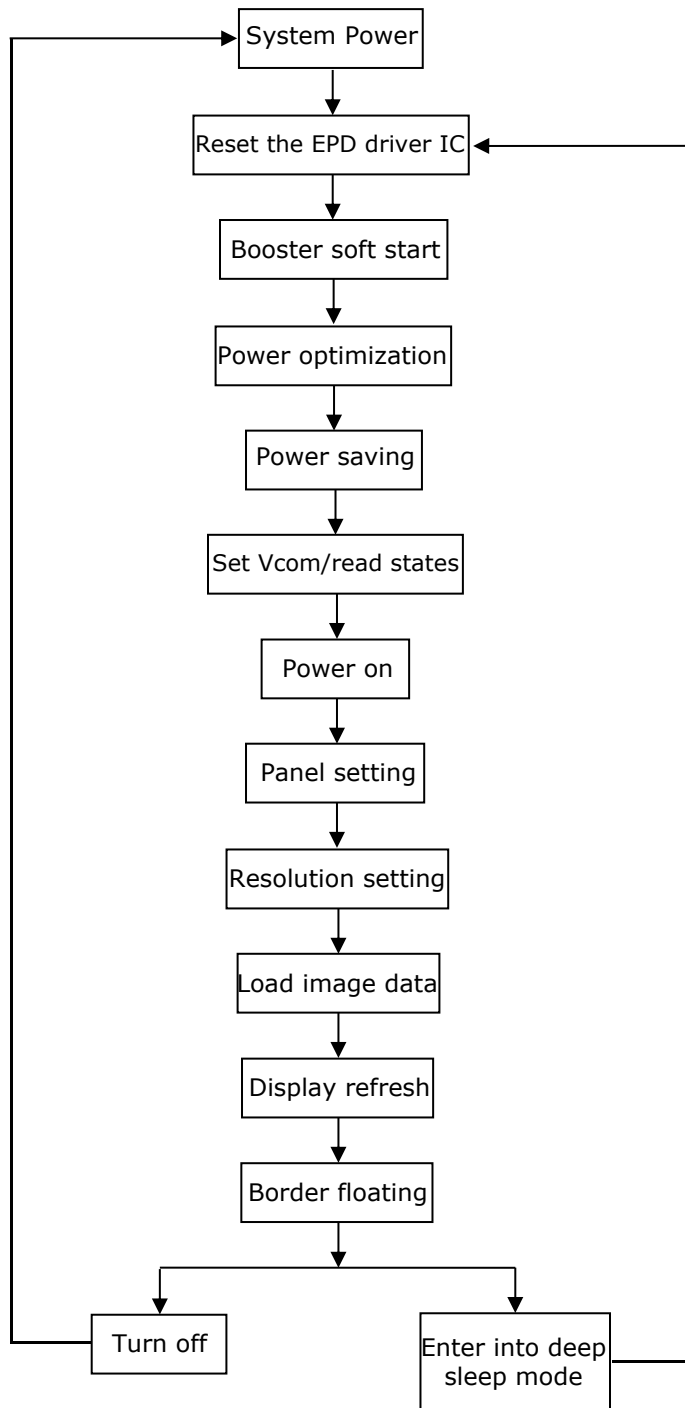 System Power
Reset the EPD driver IC
Booster soft start
Power optimization
Power saving
Set Vcom/read states
Power on
Panel setting
Resolution setting
Load image data
Display refresh
Border floating
Turn off
Enter into deep
sleep mode